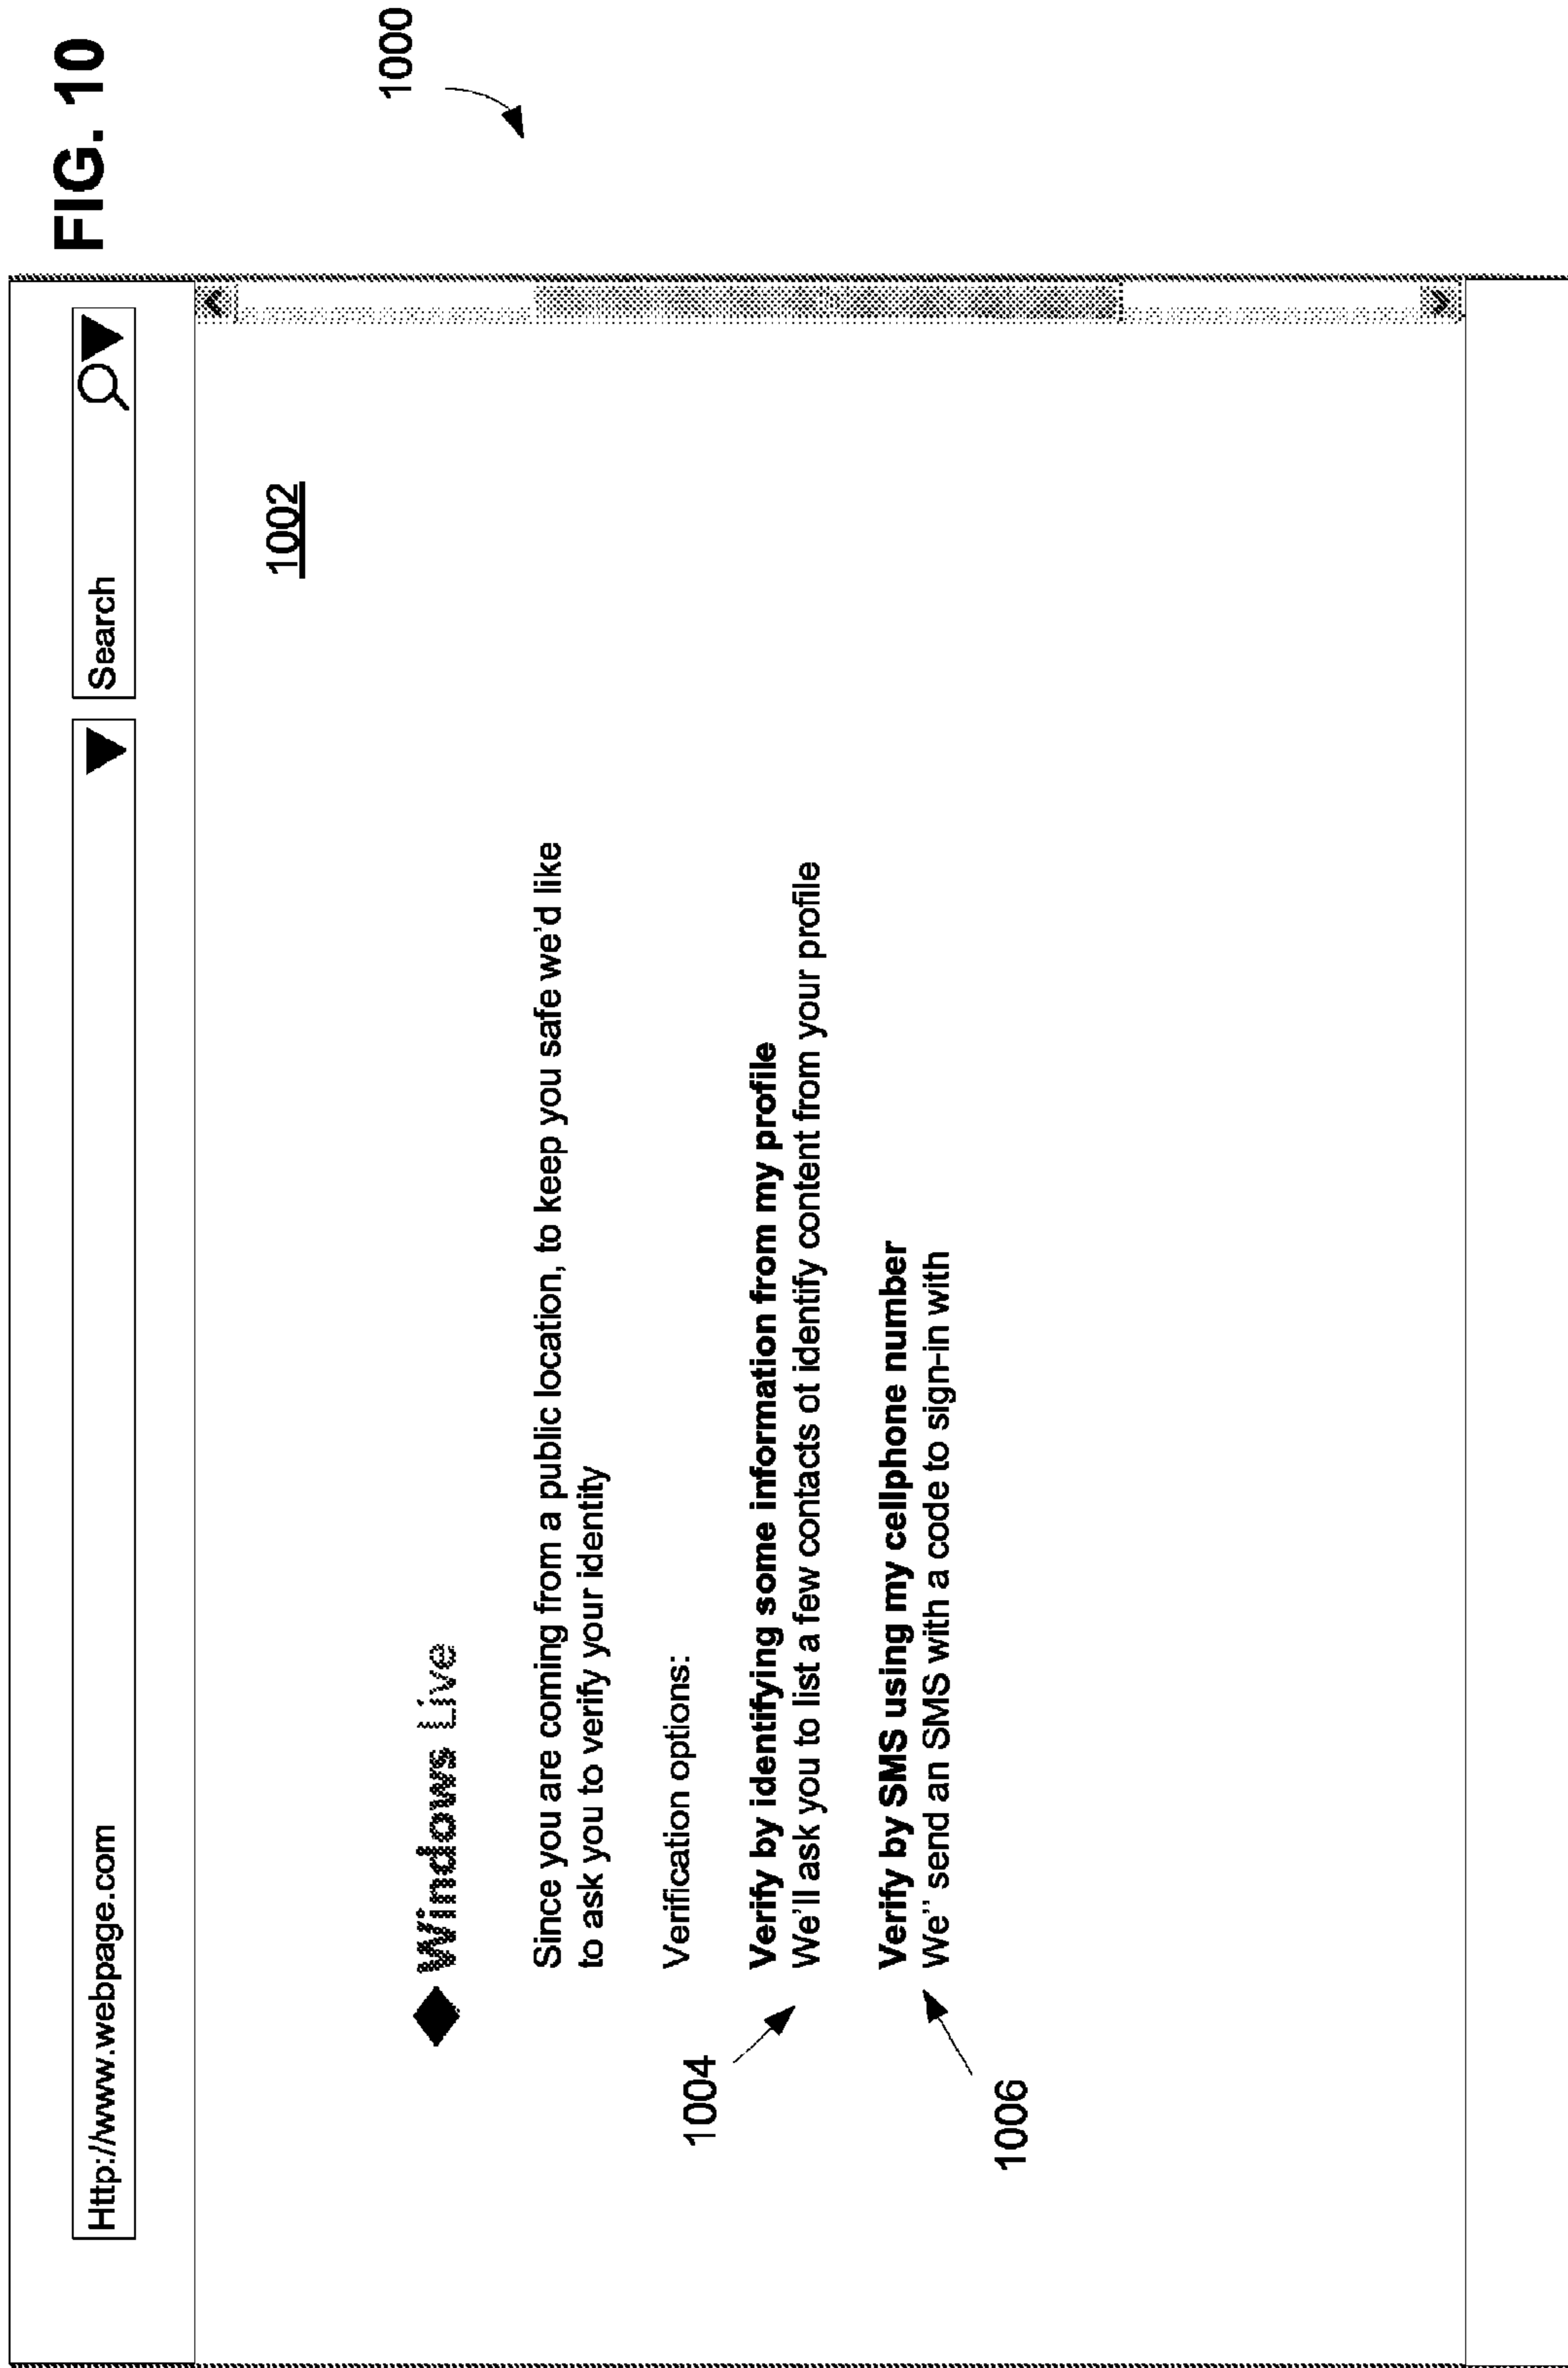 FIG. 10
1000
Http://www.webpage.com
Search
1002
Windows Live
Since you are coming from a public location, to keep you safe we'd like
to ask you to verify your identity
Verification options:
1004
Verify by identifying some information from my profile
We'll ask you to list a few contacts ot identify content from your profile
Verify by SMS using my cellphone number
We'' send an SMS with a code to sign-in with
1006